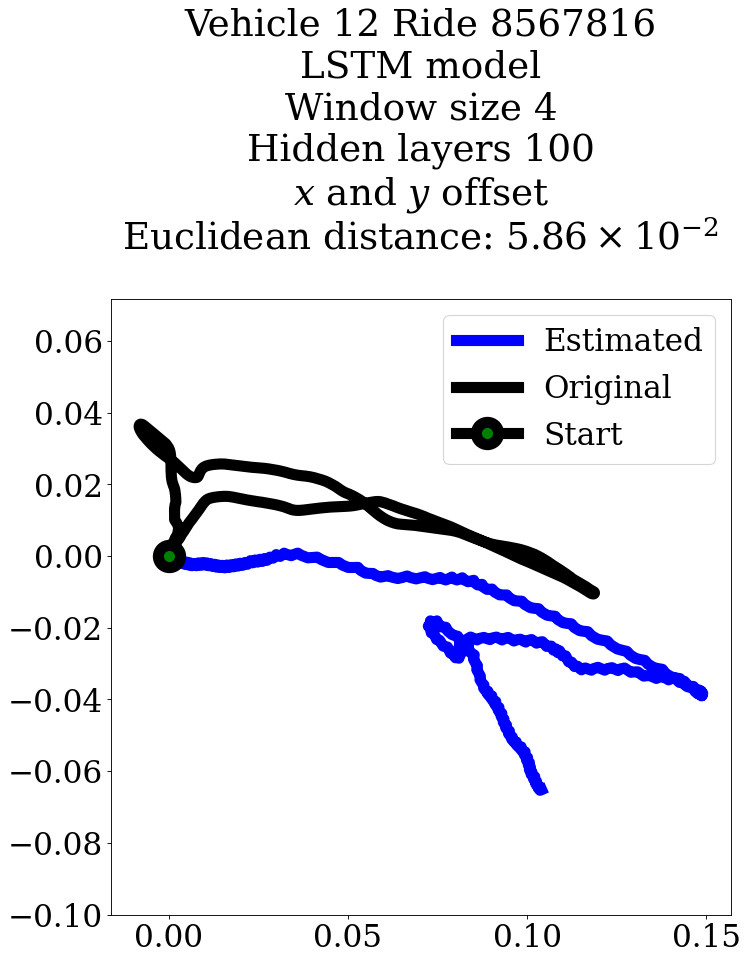 Vehicle 12 Ride 8567816
LSTM model
Window size 4
Hidden layers 100
x and y offset
Euclidean distance: 5.86 × 10⁻²
Estimated
Original
Start
0.06
0.04
0.02
0.00
−0.02
−0.04
−0.06
−0.08
−0.10
0.00 0.05 0.10 0.15